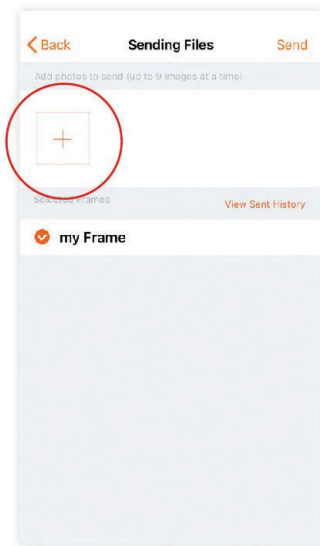 Back
Sending Files
Send
Add photos to send (up to 9 images at a time)
Selected Frames
View Sent History
my Frame